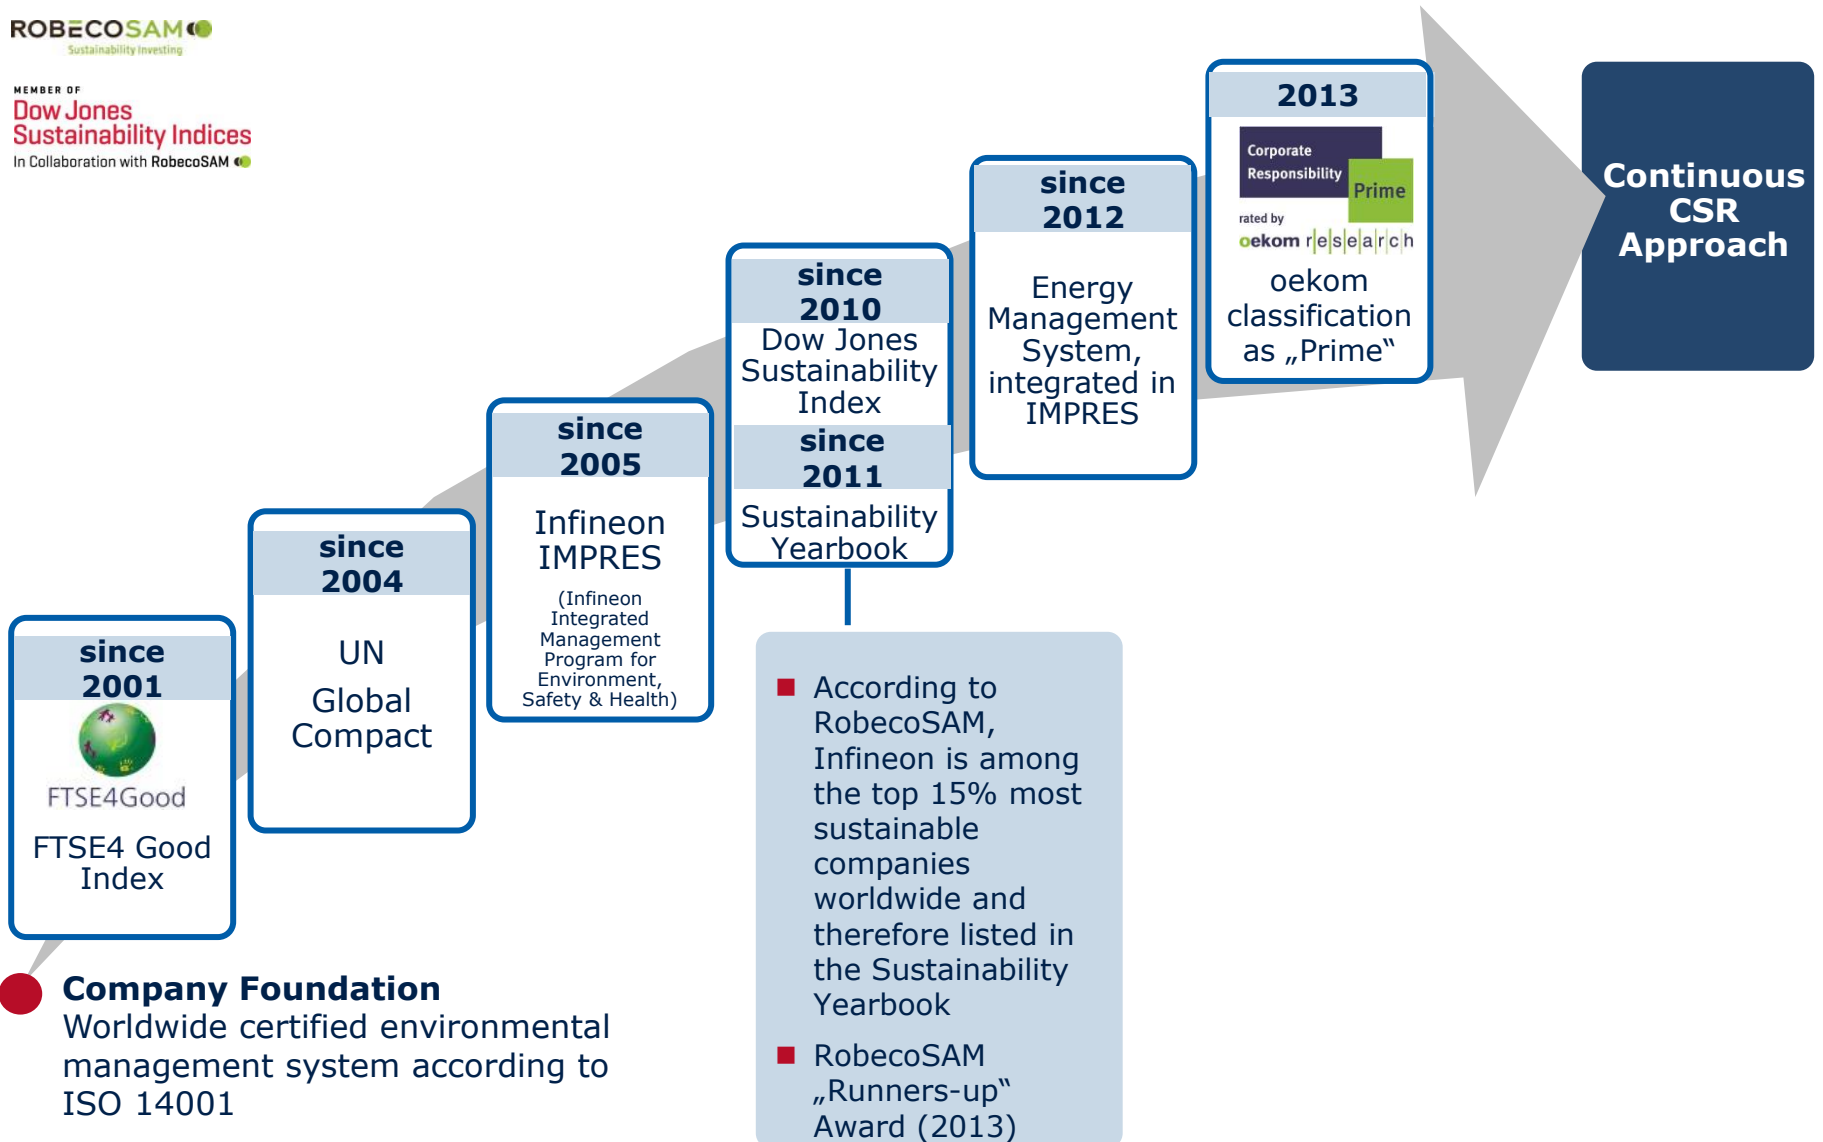 ROBECOSAM
Sustainability Investing
MEMBER OF
Dow Jones
Sustainability Indices
In Collaboration with RobecoSAM
since
2001
FTSE4Good
FTSE4 Good
Index
since
2004
UN
Global
Compact
since
2005
Infineon
IMPRES
(Infineon
Integrated
Management
Program for
Environment,
Safety & Health)
since
2010
Dow Jones
Sustainability
Index
since
2011
Sustainability
Yearbook
since
2012
Energy
Management
System,
integrated in
IMPRES
2013
Corporate
Responsibility
Prime
rated by
oekom r|e|s|e|a|r|c|h
oekom
classification
as „Prime“
Continuous
CSR
Approach
■ According to
RobecoSAM,
Infineon is among
the top 15% most
sustainable
companies
worldwide and
therefore listed in
the Sustainability
Yearbook
■ RobecoSAM
„Runners-up“
Award (2013)
Company Foundation
Worldwide certified environmental
management system according to
ISO 14001